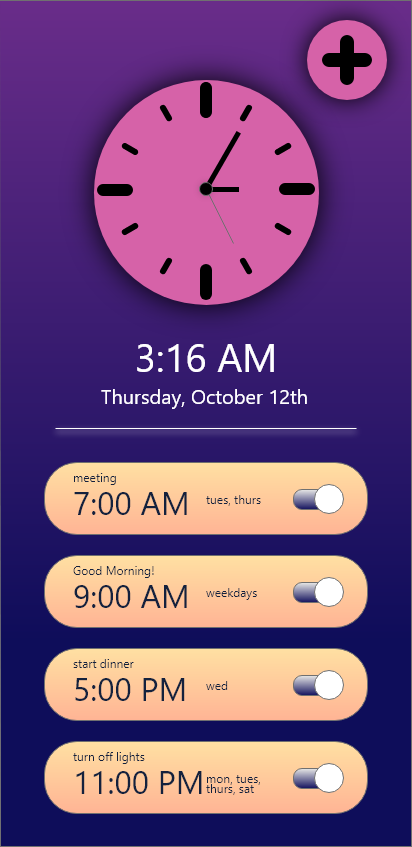 3:16 AM
Thursday, October 12th
meeting
7:00 AM tues, thurs
Good Morning!
9:00 AM weekdays
start dinner
5:00 PM wed
turn off lights
11:00 PM mon, tues,
thurs, sat